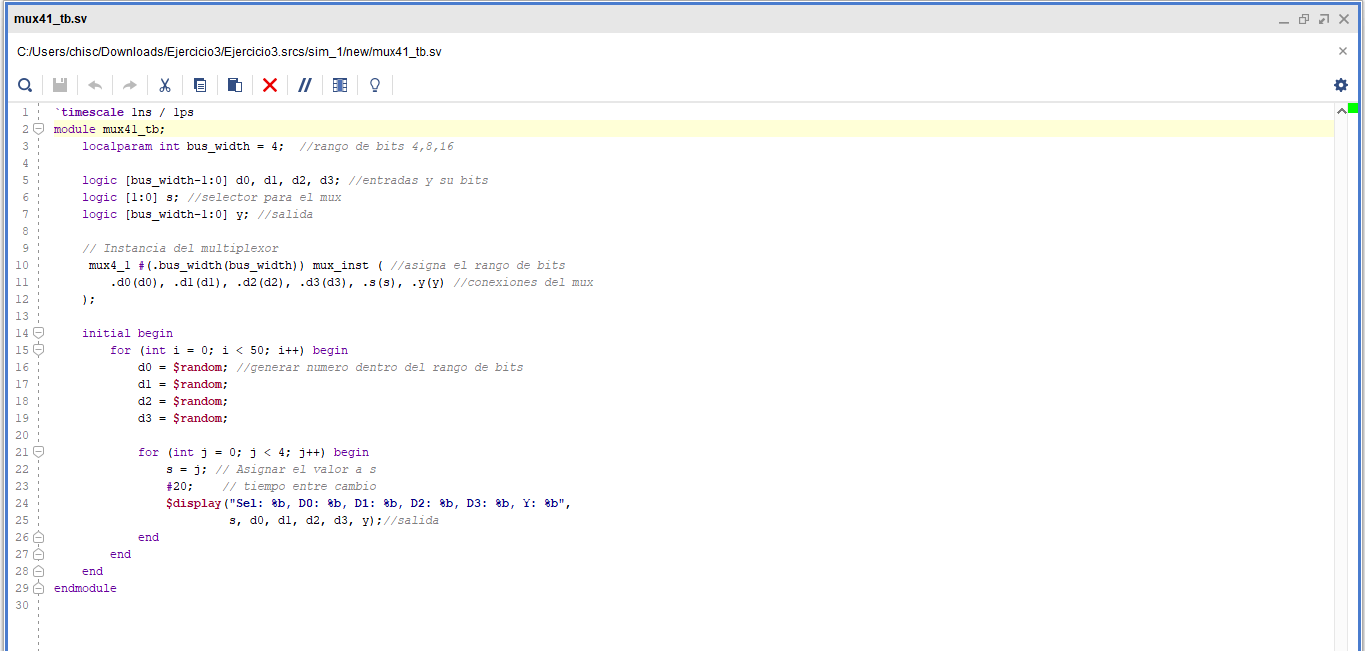 mux41_tb.sv
C:/Users/chisc/Downloads/Ejercicio3/Ejercicio3.srcs/sim_1/new/mux41_tb.sv
1 `timescale 1ns / 1ps
2 module mux41_tb;
3     localparam int bus_width = 4;  //rango de bits 4,8,16
4
5     logic [bus_width-1:0] d0, d1, d2, d3; //entradas y su bits
6     logic [1:0] s; //selector para el mux
7     logic [bus_width-1:0] y; //salida
8
9     // Instancia del multiplexor
10      mux4_1 #(.bus_width(bus_width)) mux_inst ( //asigna el rango de bits
11         .d0(d0), .d1(d1), .d2(d2), .d3(d3), .s(s), .y(y) //conexiones del mux
12     );
13
14     initial begin
15         for (int i = 0; i < 50; i++) begin
16             d0 = $random; //generar numero dentro del rango de bits
17             d1 = $random;
18             d2 = $random;
19             d3 = $random;
20
21             for (int j = 0; j < 4; j++) begin
22                 s = j; // Asignar el valor a s
23                 #20;    // tiempo entre cambio
24                 $display("Sel: %b, D0: %b, D1: %b, D2: %b, D3: %b, Y: %b",
25                          s, d0, d1, d2, d3, y);//salida
26             end
27         end
28     end
29 endmodule
30